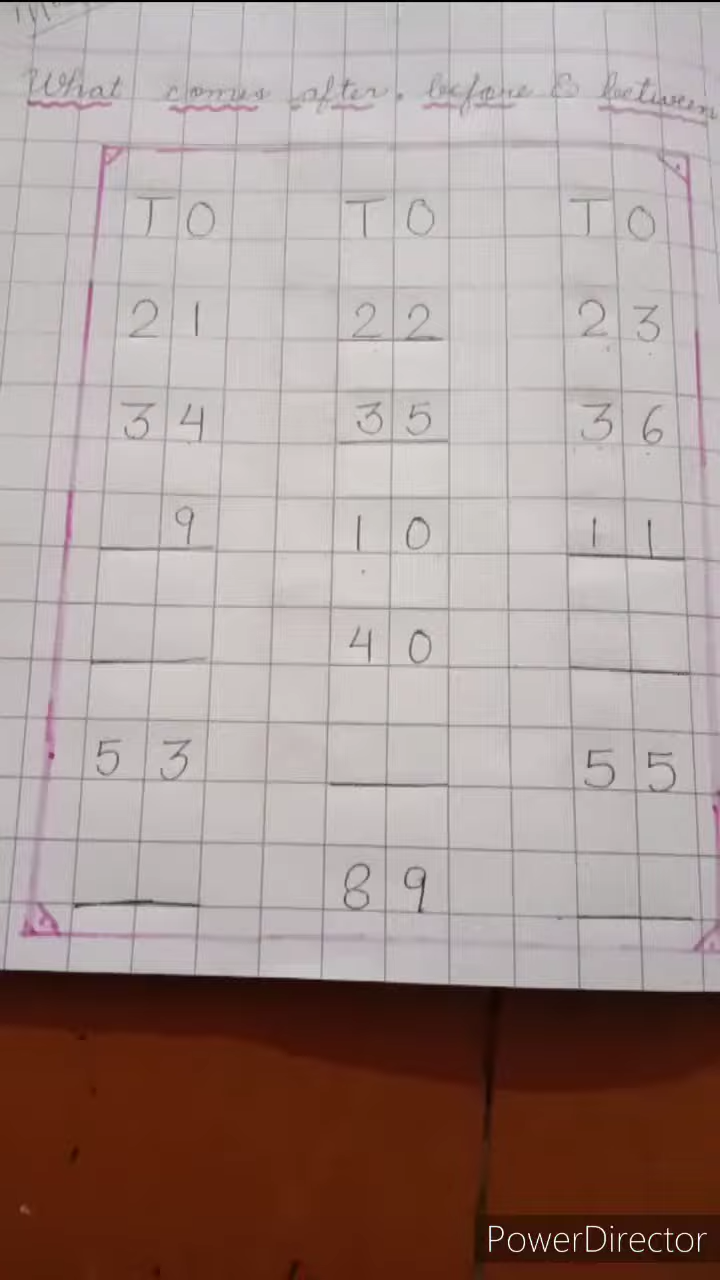 What comes after, before & between
T O T O T O
2 1 2 2 2 3
3 4 3 5 3 6
9 1 0 1 1
4 0
5 3 5 5
8 9
PowerDirector